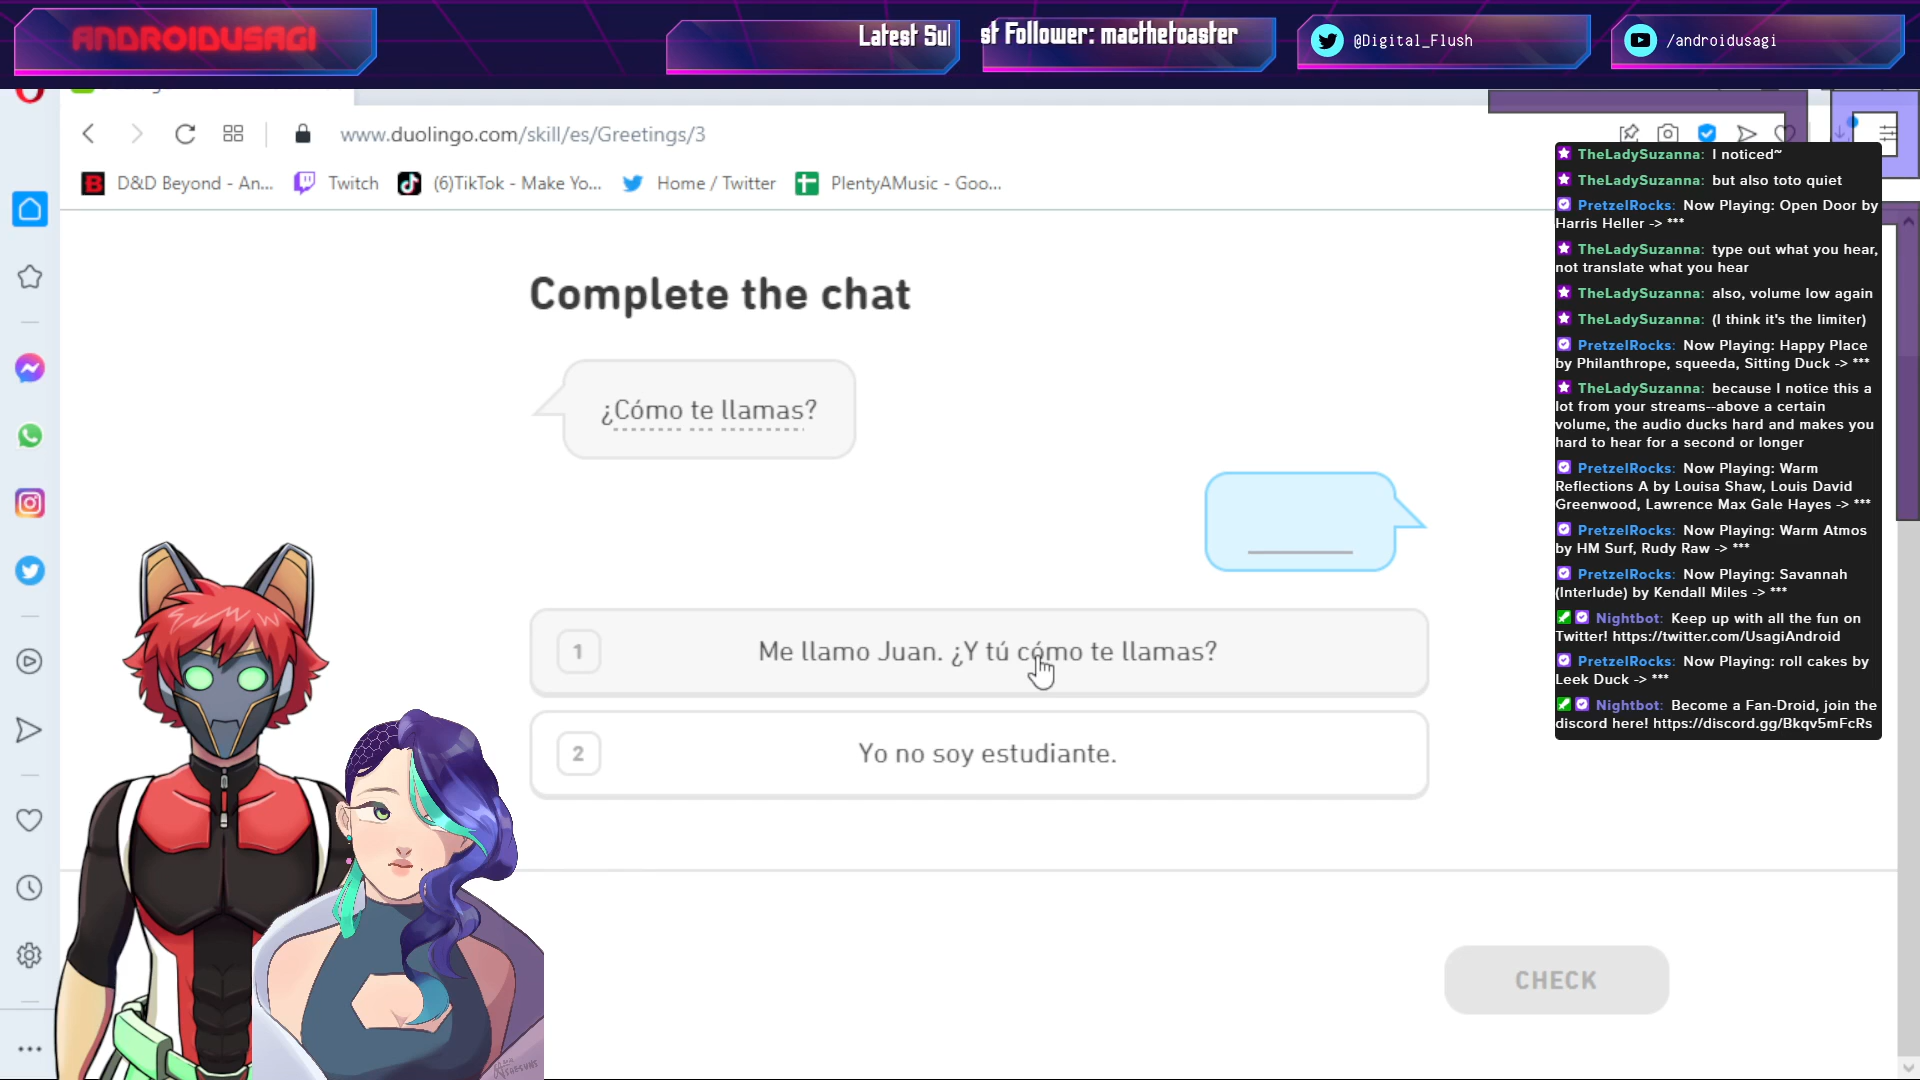 ANDROIDUSAGI
Latest Su
st Follower: macthetoaster
@Digital_Flush
/androidusagi
www.duolingo.com/skill/es/Greetings/3
D&D Beyond - An...
Twitch
(6)TikTok - Make Yo...
Home / Twitter
PlentyAMusic - Goo...
Complete the chat
¿Cómo te llamas?
1
Me llamo Juan. ¿Y tú cómo te llamas?
2
Yo no soy estudiante.
CHECK
TheLadySuzanna: I noticed~
TheLadySuzanna: but also toto quiet
PretzelRocks: Now Playing: Open Door by
Harris Heller -> ***
TheLadySuzanna: type out what you hear,
not translate what you hear
TheLadySuzanna: also, volume low again
TheLadySuzanna: (I think it's the limiter)
PretzelRocks: Now Playing: Happy Place
by Philanthrope, squeeda, Sitting Duck -> ***
TheLadySuzanna: because I notice this a
lot from your streams--above a certain
volume, the audio ducks hard and makes you
hard to hear for a second or longer
PretzelRocks: Now Playing: Warm
Reflections A by Louisa Shaw, Louis David
Greenwood, Lawrence Max Gale Hayes -> ***
PretzelRocks: Now Playing: Warm Atmos
by HM Surf, Rudy Raw -> ***
PretzelRocks: Now Playing: Savannah
(Interlude) by Kendall Miles -> ***
Nightbot: Keep up with all the fun on
Twitter! https://twitter.com/UsagiAndroid
PretzelRocks: Now Playing: roll cakes by
Leek Duck -> ***
Nightbot: Become a Fan-Droid, join the
discord here! https://discord.gg/Bkqv5mFcRs